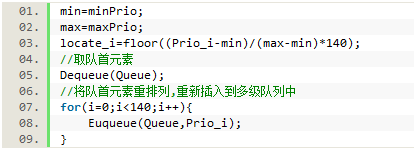 01. min=minPrio;
02. max=maxPrio;
03. locate_i=floor((Prio_i-min)/(max-min)*140);
04. //取队首元素
05. Dequeue(Queue);
06. //将队首元素重排列,重新插入到多级队列中
07. for(i=0;i<140;i++){
08. Euqueue(Queue,Prio_i);
09. }